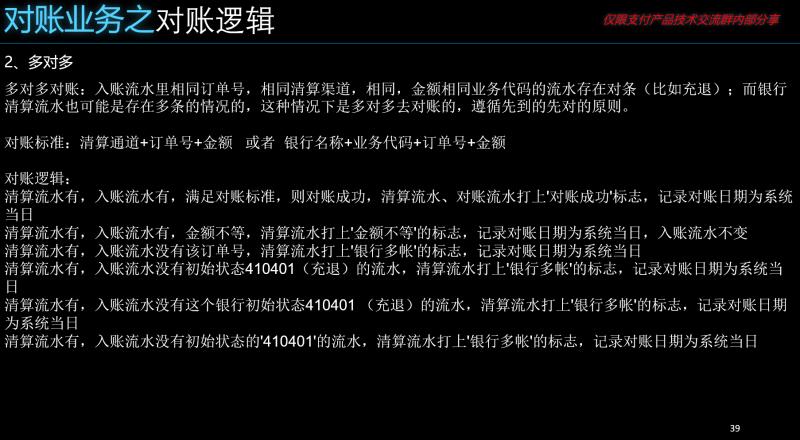 对账业务之对账逻辑
仅限支付产品技术交流群内部分享
2、多对多
多对多对账：入账流水里相同订单号，相同清算渠道，相同，金额相同业务代码的流水存在对条（比如充退）；而银行
清算流水也可能是存在多条的情况的，这种情况下是多对多去对账的，遵循先到的先对的原则。
对账标准：清算通道+订单号+金额 或者 银行名称+业务代码+订单号+金额
对账逻辑：
清算流水有，入账流水有，满足对账标准，则对账成功，清算流水、对账流水打上'对账成功'标志，记录对账日期为系统
当日
清算流水有，入账流水有，金额不等，清算流水打上'金额不等'的标志，记录对账日期为系统当日，入账流水不变
清算流水有，入账流水没有该订单号，清算流水打上'银行多帐'的标志，记录对账日期为系统当日
清算流水有，入账流水没有初始状态410401（充退）的流水，清算流水打上'银行多帐'的标志，记录对账日期为系统当
日
清算流水有，入账流水没有这个银行初始状态410401 （充退）的流水，清算流水打上'银行多帐'的标志，记录对账日期
为系统当日
清算流水有，入账流水没有初始状态的'410401'的流水，清算流水打上'银行多帐'的标志，记录对账日期为系统当日
39